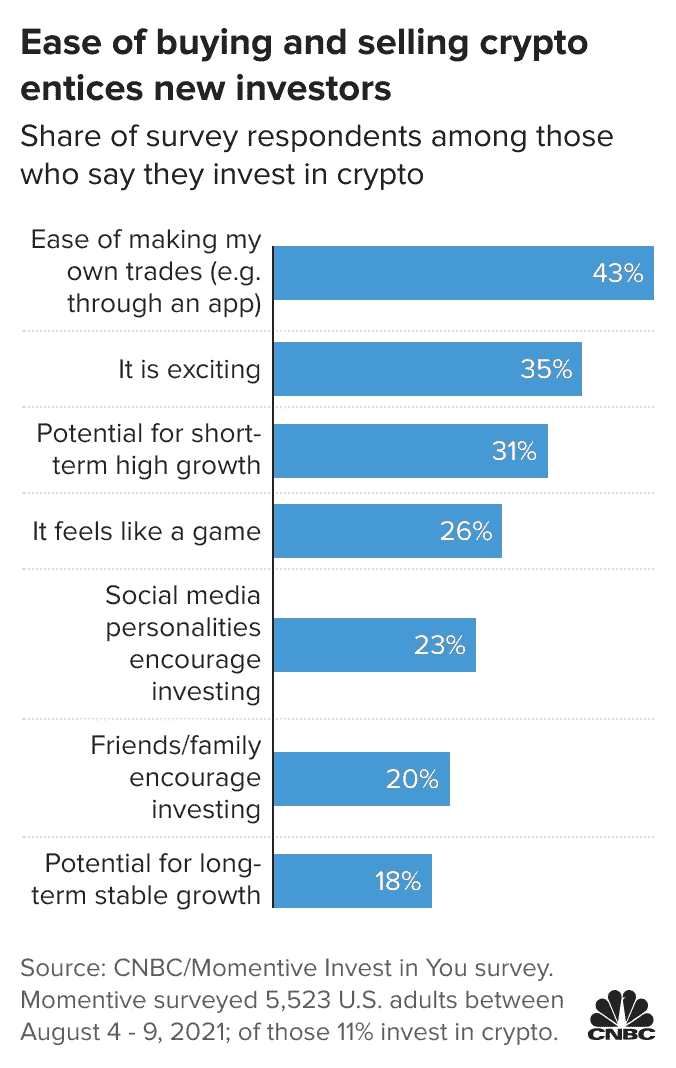 Ease of buying and selling crypto
entices new investors
Share of survey respondents among those
who say they invest in crypto
Ease of making my
own trades (e.g.
through an app)
43%
It is exciting
35%
Potential for short-
term high growth
31%
It feels like a game
26%
Social media
personalities
encourage
investing
23%
Friends/family
encourage
investing
20%
Potential for long-
term stable growth
18%
Source: CNBC/Momentive Invest in You survey.
Momentive surveyed 5,523 U.S. adults between
August 4 - 9, 2021; of those 11% invest in crypto.
CNBC